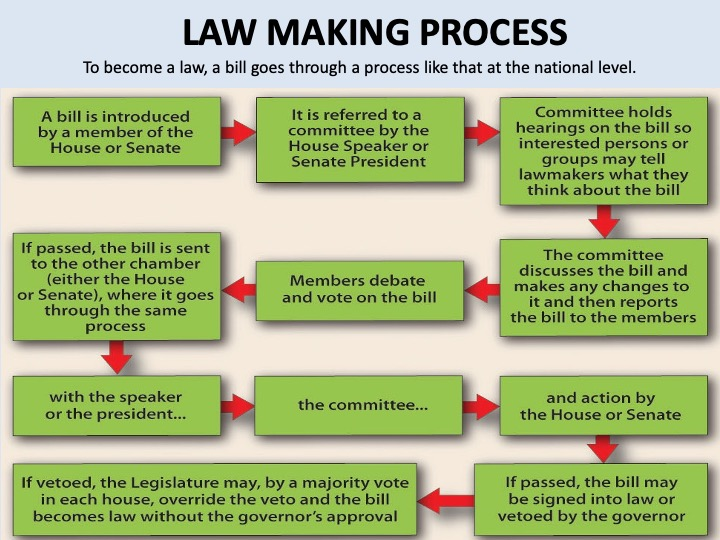 LAW MAKING PROCESS
To become a law, a bill goes through a process like that at the national level.
A bill is introduced
by a member of the
House or Senate
It is referred to a
committee by the
House Speaker or
Senate President
Committee holds
hearings on the bill so
interested persons or
groups may tell
lawmakers what they
think about the bill
The committee
discusses the bill and
makes any changes to
it and then reports
the bill to the members
Members debate
and vote on the bill
If passed, the bill is sent
to the other chamber
(either the House
or Senate), where it goes
through the same
process
with the speaker
or the president...
the committee...
and action by
the House or Senate
If passed, the bill may
be signed into law or
vetoed by the governor
If vetoed, the Legislature may, by a majority vote
in each house, override the veto and the bill
becomes law without the governor's approval